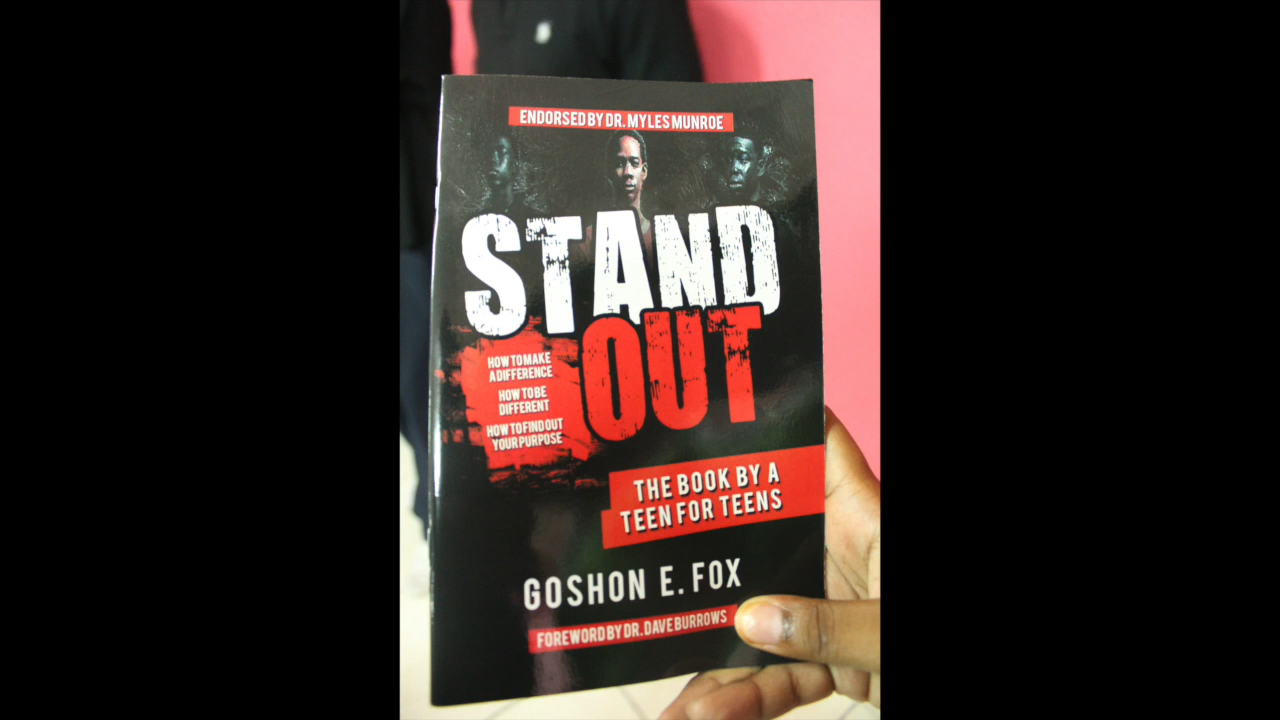 ENDORSED BY DR. MYLES MUNROE
STAND
OUT
HOW TO MAKE
A DIFFERENCE
HOW TO BE
DIFFERENT
HOW TO FIND OUT
YOUR PURPOSE
THE BOOK BY A
TEEN FOR TEENS
GOSHON E. FOX
FOREWORD BY DR. DAVE BURROWS